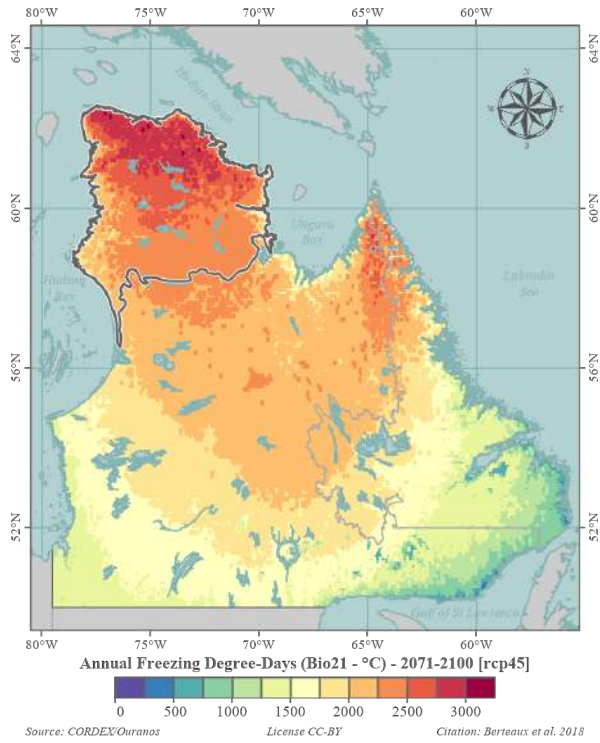 80°W 75°W 70°W 65°W 60°W
64°N 64°N
Hudson Strait
N
W E
S
60°N 60°N
Ungava
Bay
Hudson
Bay
Labrador
Sea
56°N 56°N
52°N 52°N
Gulf of St Lawrence
80°W 75°W 70°W 65°W 60°W
Annual Freezing Degree-Days (Bio21 - °C) - 2071-2100 [rcp45]
0 500 1000 1500 2000 2500 3000
Source: CORDEX/Ouranos License CC-BY Citation: Berteaux et al. 2018